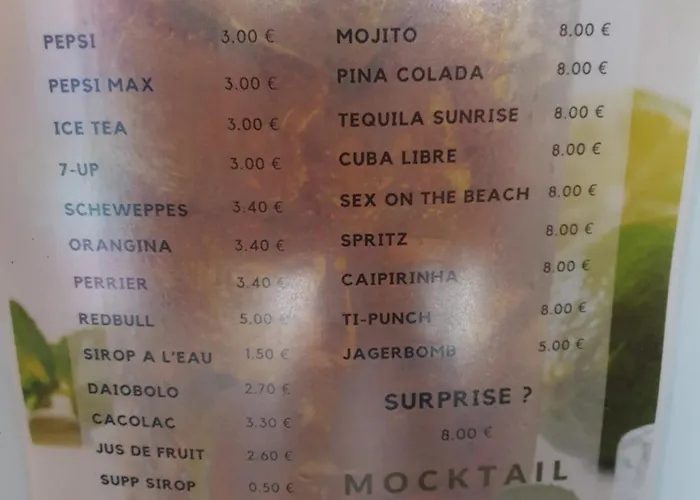 PEPSI 3.00 €
PEPSI MAX 3.00 €
ICE TEA 3.00 €
7-UP 3.00 €
SCHEWEPPES 3.40 €
ORANGINA 3.40 €
PERRIER 3.40 €
REDBULL 5.00 €
SIROP A L'EAU 1.50 €
DAIOBOLO 2.70 €
CACOLAC 3.30 €
JUS DE FRUIT 2.60 €
SUPP SIROP 0.50 €
MOJITO 8.00 €
PINA COLADA 8.00 €
TEQUILA SUNRISE 8.00 €
CUBA LIBRE 8.00 €
SEX ON THE BEACH 8.00 €
SPRITZ 8.00 €
CAIPIRINHA 8.00 €
TI-PUNCH 8.00 €
JAGERBOMB 5.00 €
SURPRISE ?
8.00 €
MOCKTAIL